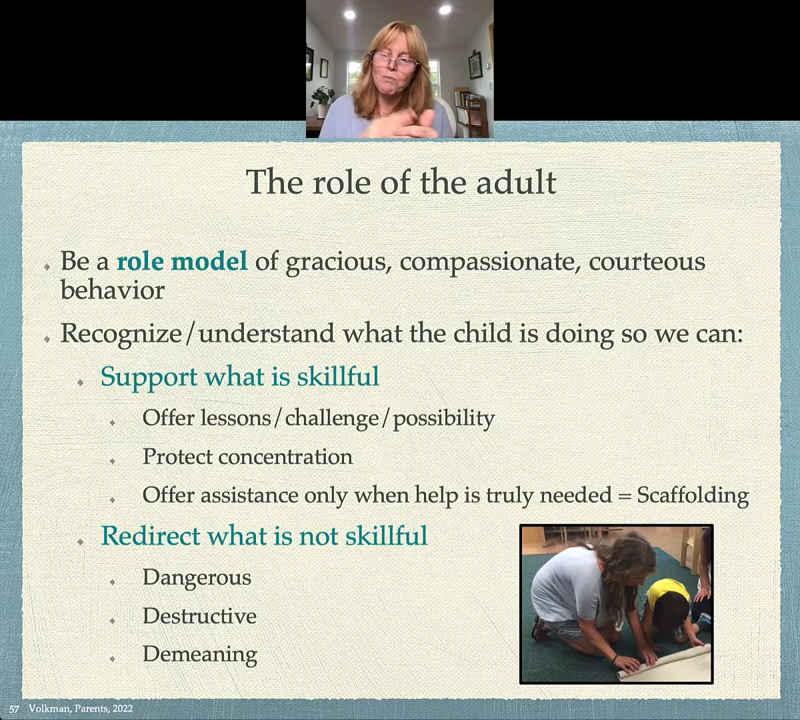 The role of the adult
Be a role model of gracious, compassionate, courteous
behavior
Recognize/understand what the child is doing so we can:
Support what is skillful
Offer lessons/challenge/possibility
Protect concentration
Offer assistance only when help is truly needed = Scaffolding
Redirect what is not skillful
Dangerous
Destructive
Demeaning
57 Volkman, Parents, 2022